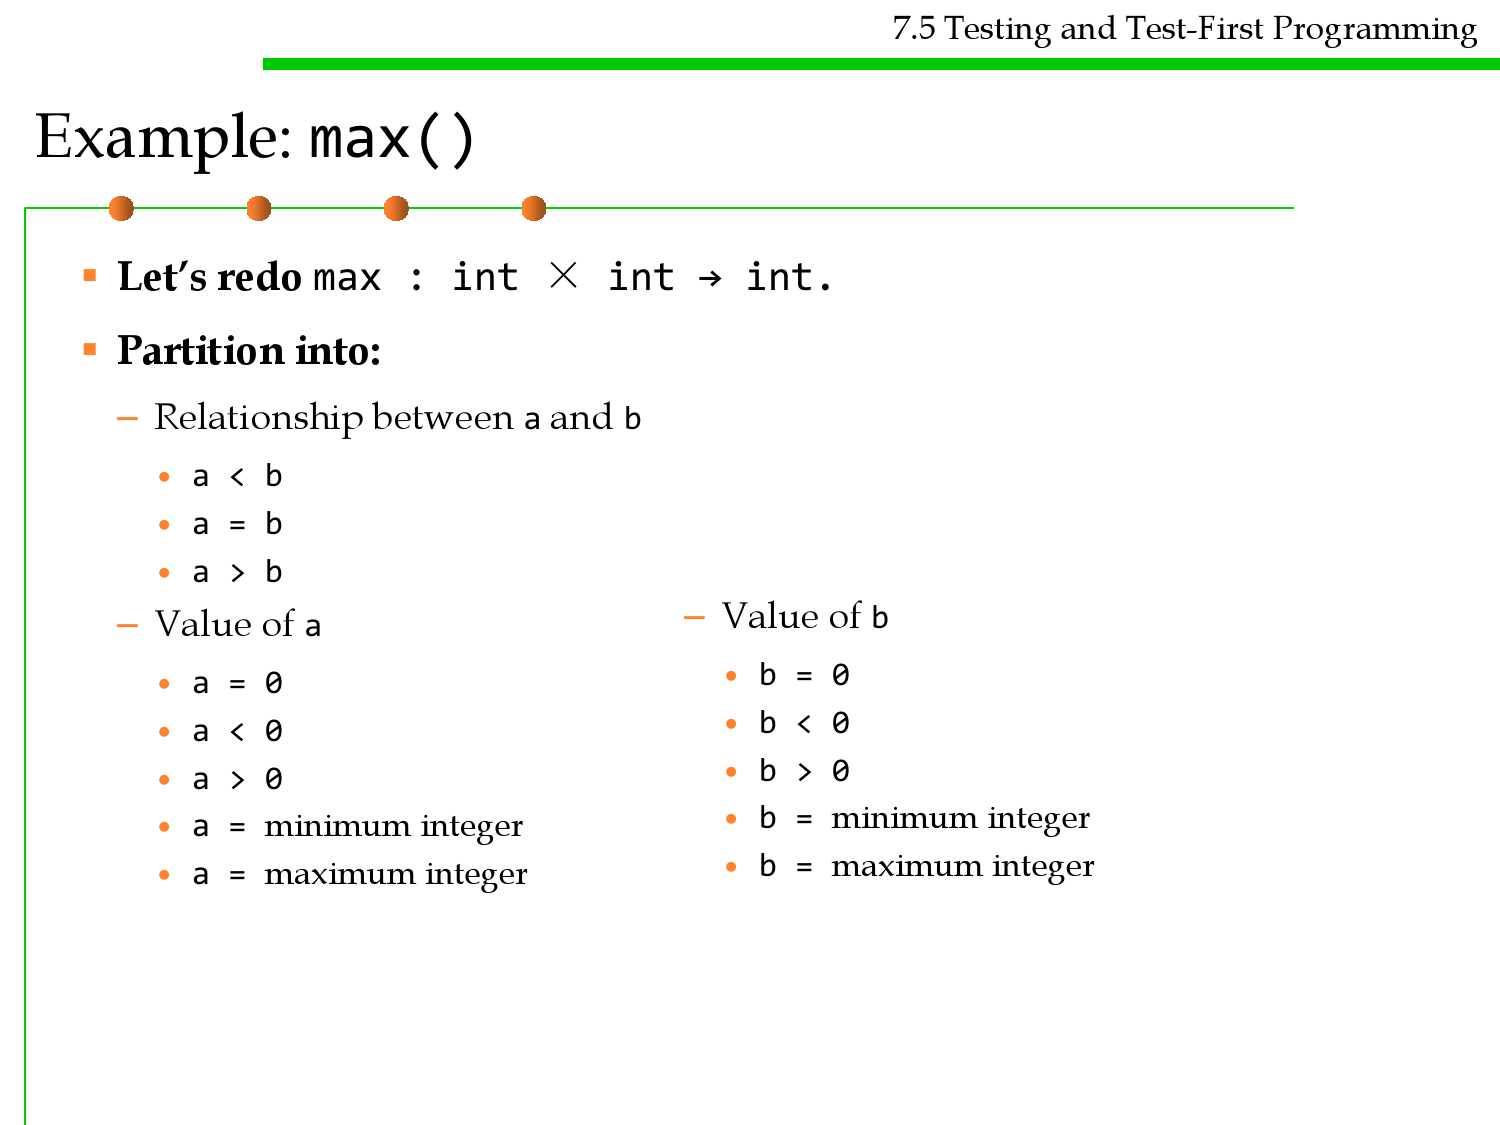 7.5 Testing and Test-First Programming
Example: max()
▪ Let’s redo max : int × int → int.
▪ Partition into:
– Relationship between a and b
• a < b
• a = b
• a > b
– Value of a
• a = 0
• a < 0
• a > 0
• a = minimum integer
• a = maximum integer
– Value of b
• b = 0
• b < 0
• b > 0
• b = minimum integer
• b = maximum integer